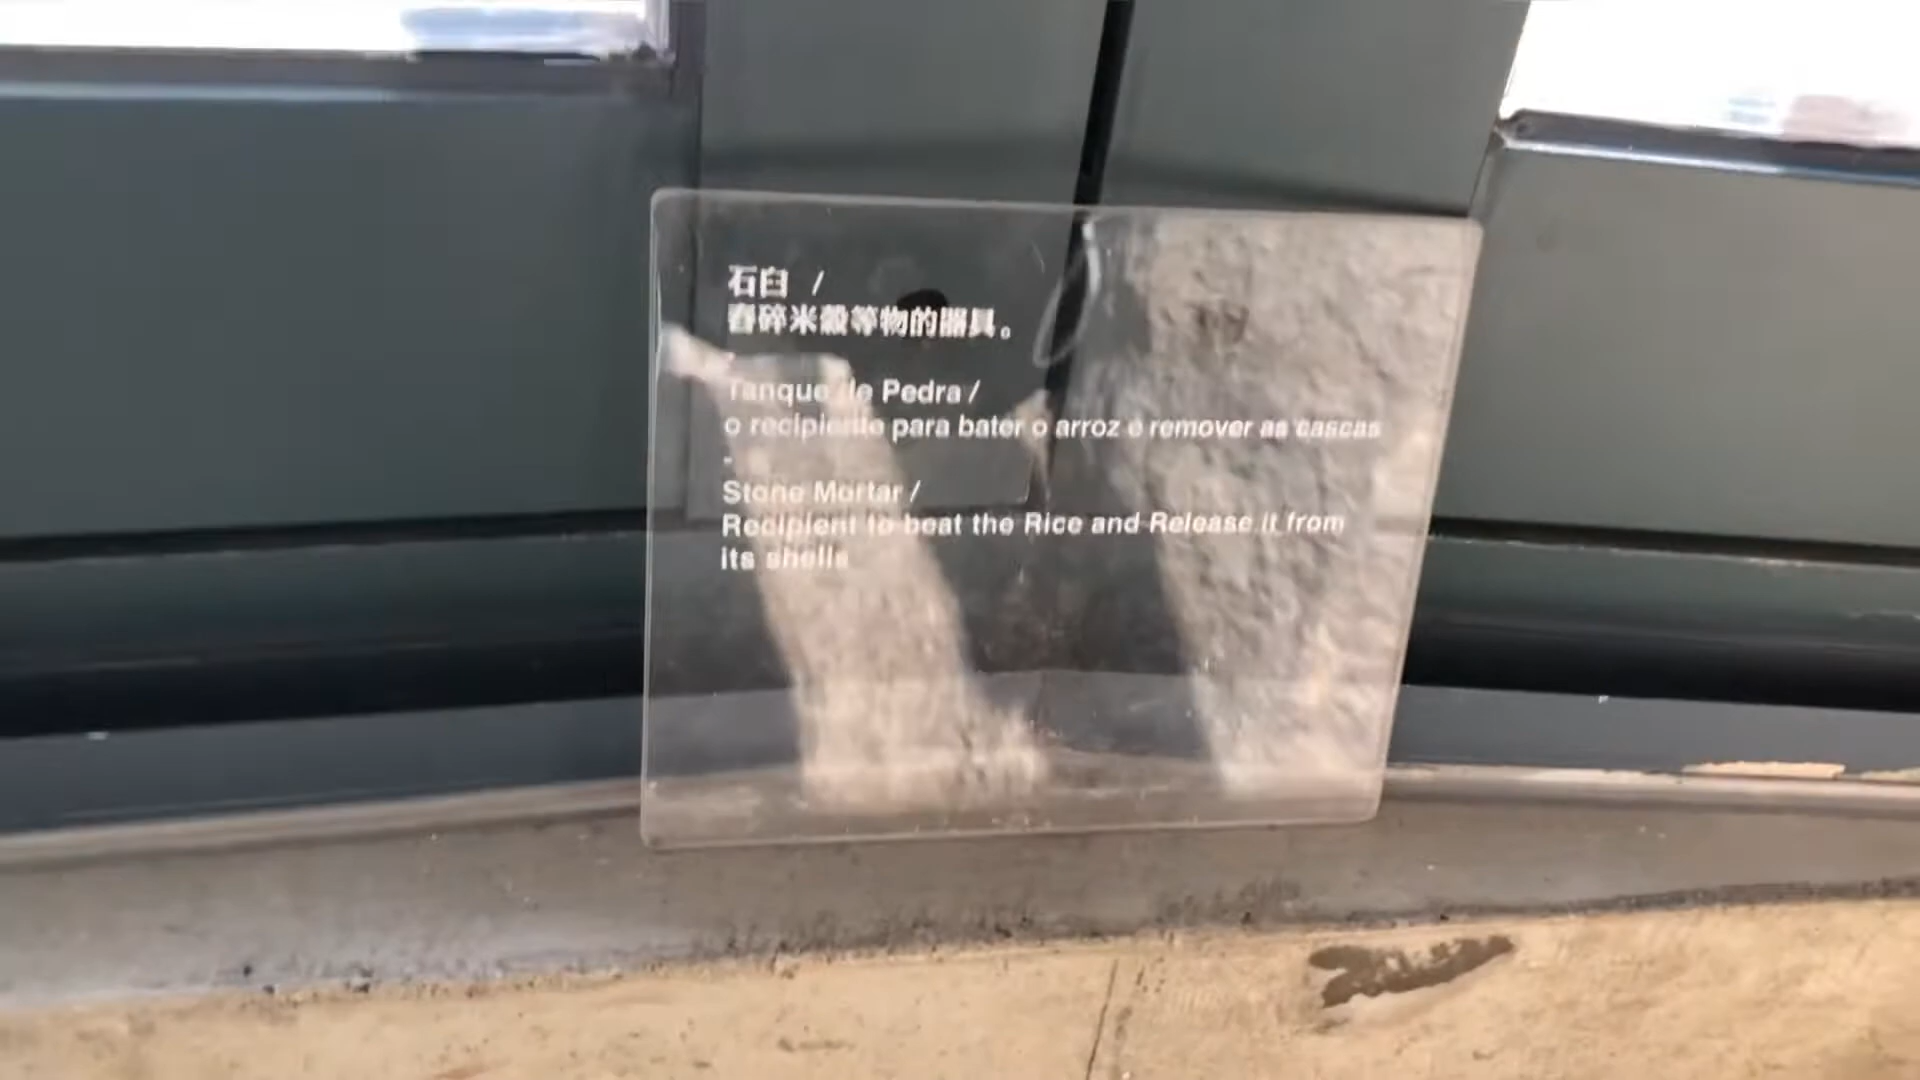 石臼 /
舂碎米穀等物的器具。
-
Tanque de Pedra /
o recipiente para bater o arroz e remover as cascas
-
Stone Mortar /
Recipient to beat the Rice and Release it from
its shells